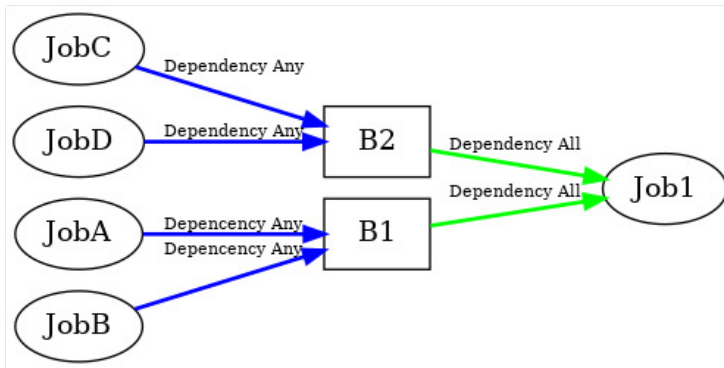 JobC
Dependency Any
JobD
Dependency Any
B2
Dependency All
Job1
Dependency All
JobA
Depencency Any
B1
Depencency Any
JobB